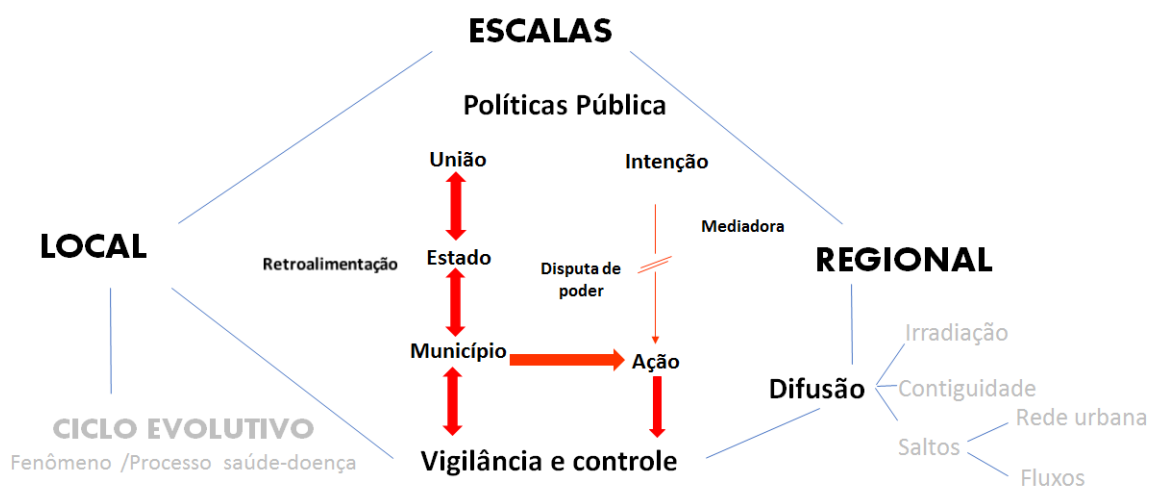 ESCALAS
Políticas Pública
União
Intenção
Mediadora
LOCAL
Retroalimentação
Estado
Disputa de
poder
REGIONAL
Irradiação
Município
Ação
Difusão
Contiguidade
Rede urbana
CICLO EVOLUTIVO
Saltos
Fenômeno /Processo saúde-doença
Vigilância e controle
Fluxos